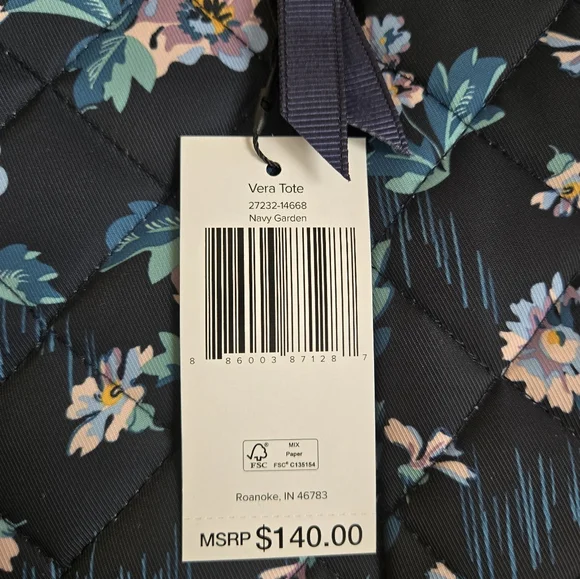 Vera Tote
27232-14668
Navy Garden
8 86003 87128 7
FSC®
MIX
Paper
FSC® C135154
Roanoke, IN 46783
MSRP $140.00